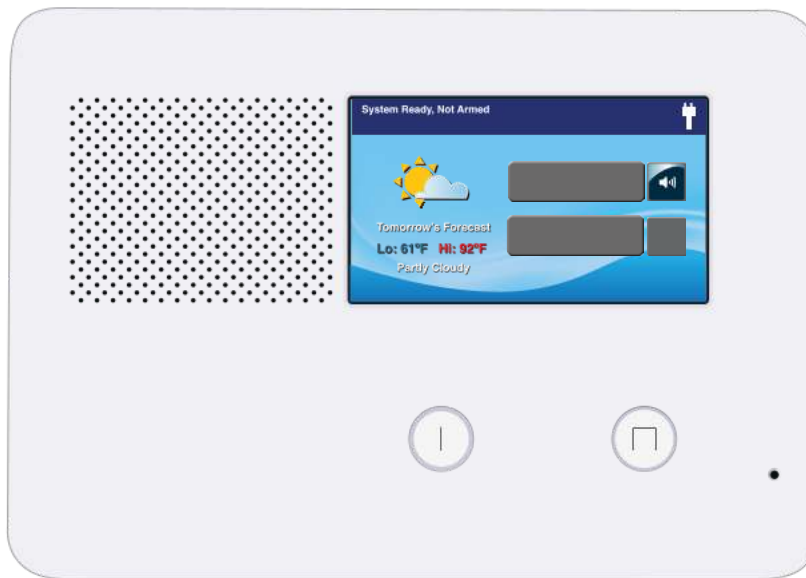 System Ready, Not Armed
Tomorrow's Forecast
Lo: 61°F Hi: 92°F
Partly Cloudy